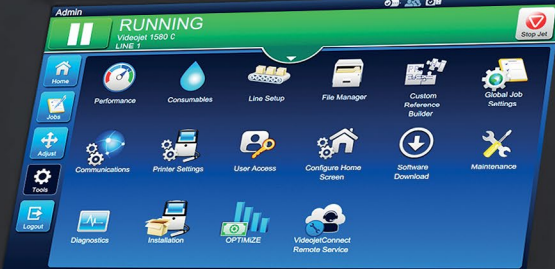 Admin
RUNNING
Videojet 1580 C
LINE 1
Stop Jet
Home
Jobs
Adjust
Tools
Logout
Performance
Consumables
Line Setup
File Manager
Custom
Reference
Builder
Global Job
Settings
Communications
Printer Settings
User Access
Configure Home
Screen
Software
Download
Maintenance
Diagnostics
Installation
OPTIMiZE
VideojetConnect
Remote Service